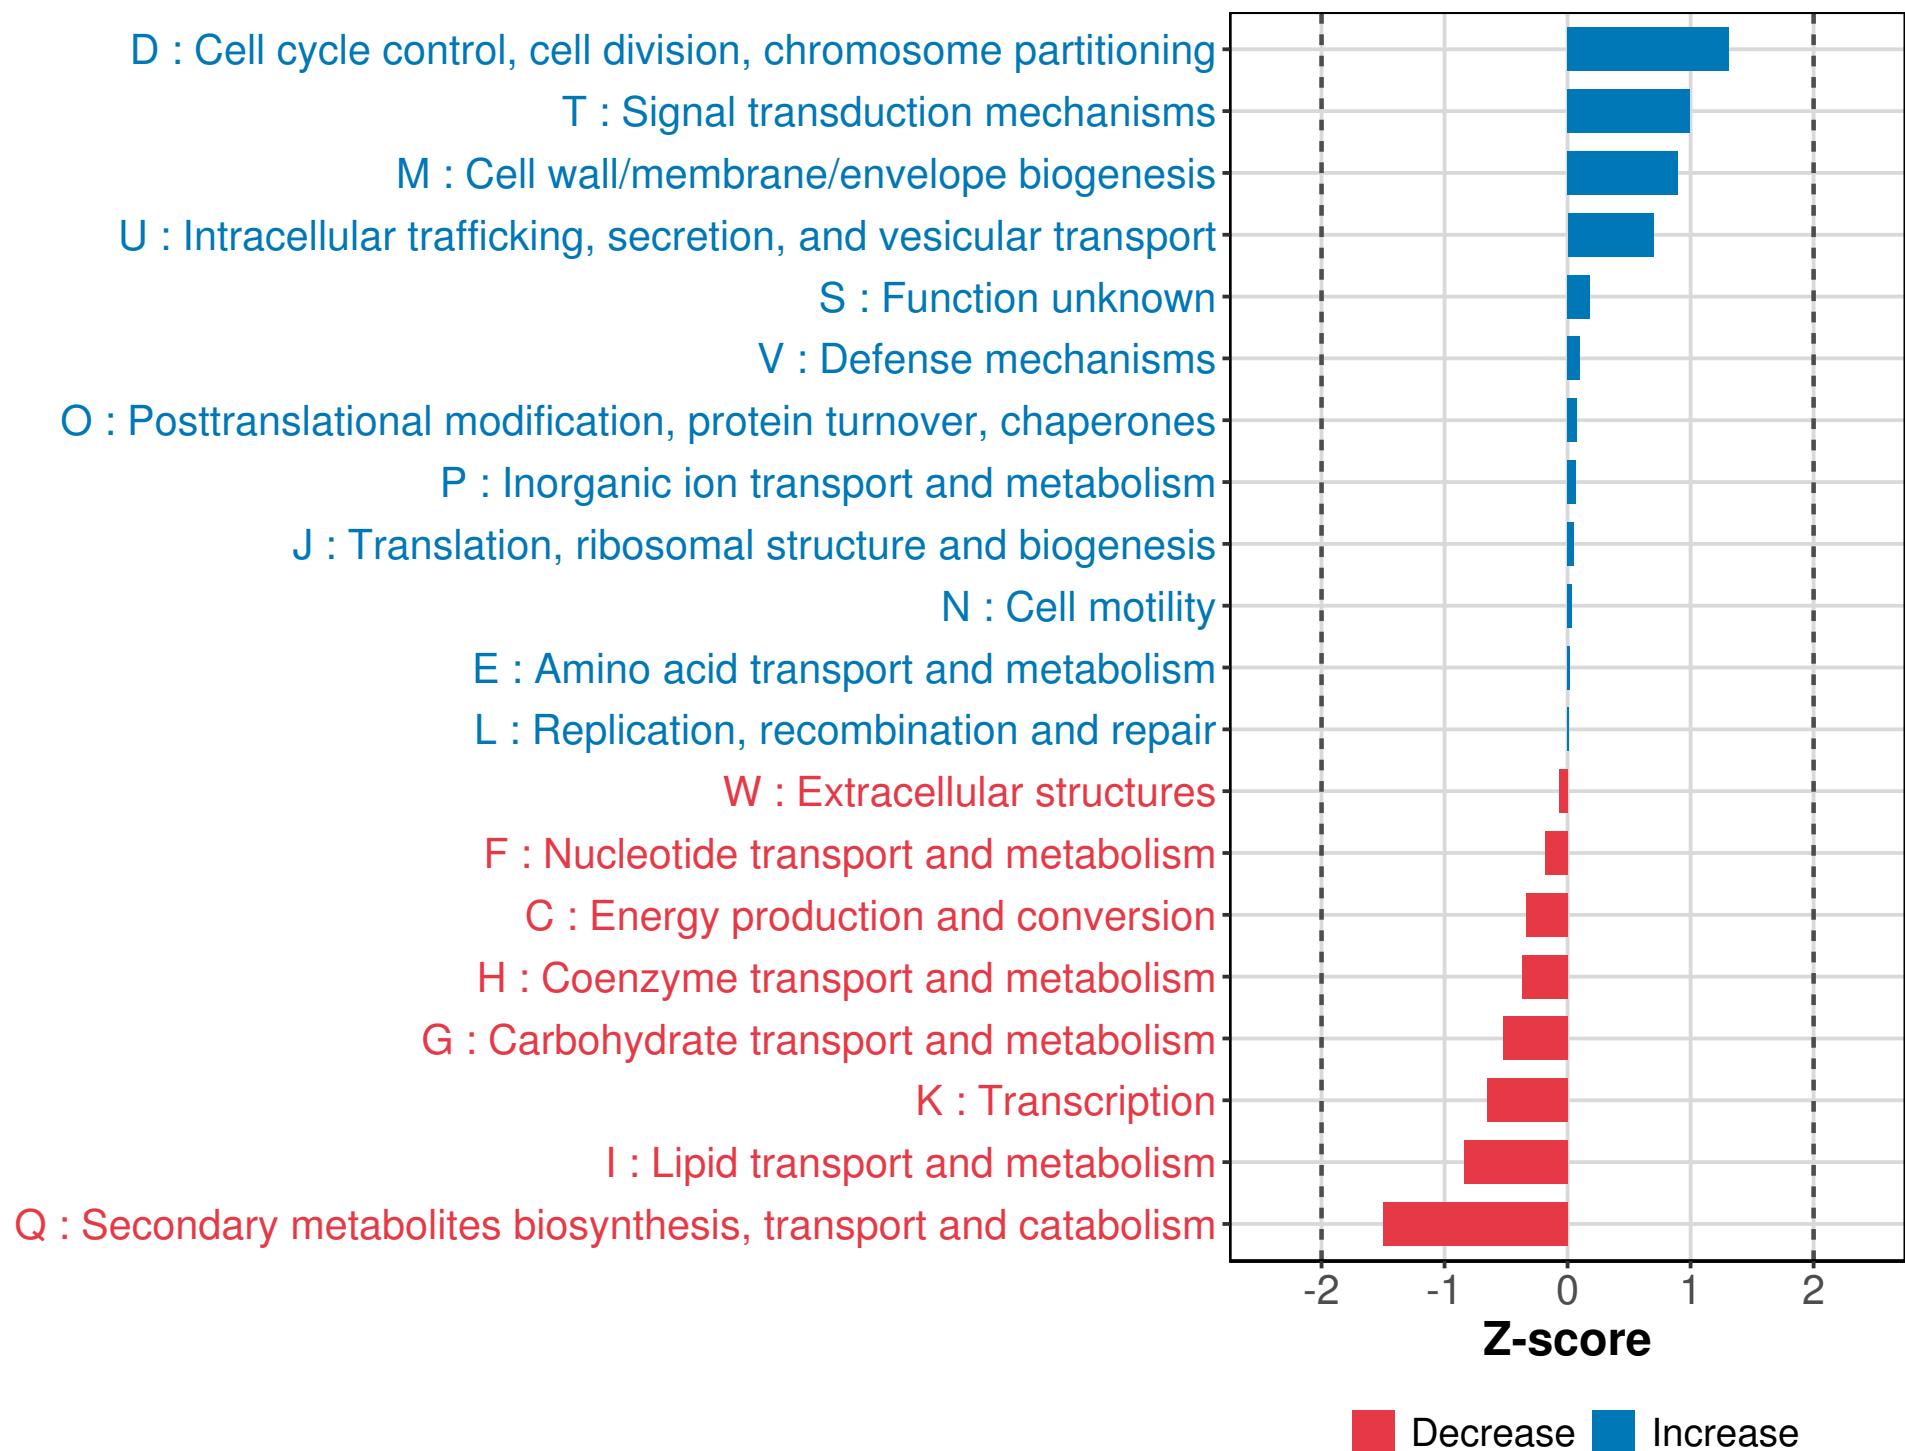 D : Cell cycle control, cell division, chromosome partitioning
T : Signal transduction mechanisms
M : Cell wall/membrane/envelope biogenesis
U : Intracellular trafficking, secretion, and vesicular transport
S : Function unknown
V : Defense mechanisms
O : Posttranslational modification, protein turnover, chaperones
P : Inorganic ion transport and metabolism
J : Translation, ribosomal structure and biogenesis
N : Cell motility
E : Amino acid transport and metabolism
L : Replication, recombination and repair
W : Extracellular structures
F : Nucleotide transport and metabolism
C : Energy production and conversion
H : Coenzyme transport and metabolism
G : Carbohydrate transport and metabolism
K : Transcription
I : Lipid transport and metabolism
Q : Secondary metabolites biosynthesis, transport and catabolism
-2 -1 0 1 2
Z-score
Decrease Increase